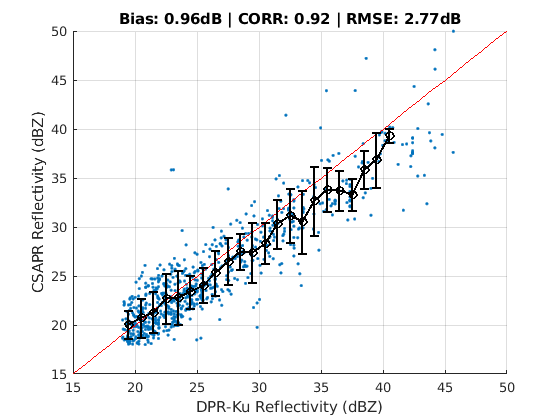 Bias: 0.96dB | CORR: 0.92 | RMSE: 2.77dB
50
45
40
35
30
25
20
15
CSAPR Reflectivity (dBZ)
15 20 25 30 35 40 45 50
DPR-Ku Reflectivity (dBZ)